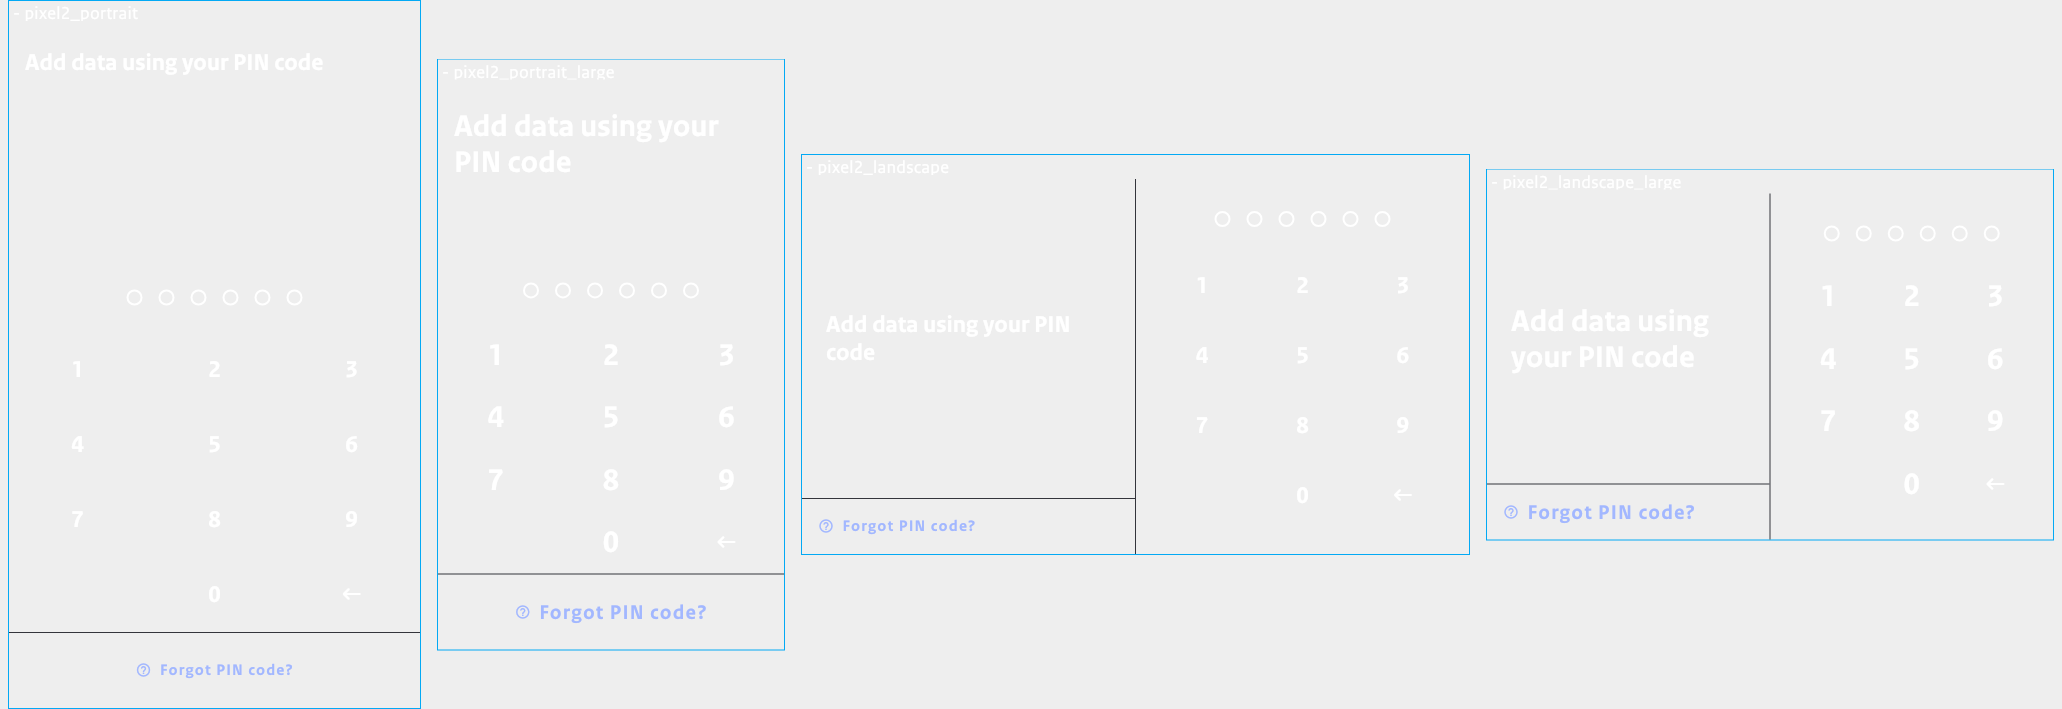 - pixel2_portrait
Add data using your PIN code
1 2 3
4 5 6
7 8 9
0 ←
Forgot PIN code?
- pixel2_portrait_large
Add data using your
PIN code
1 2 3
4 5 6
7 8 9
0 ←
Forgot PIN code?
- pixel2_landscape
Add data using your PIN
code
Forgot PIN code?
1 2 3
4 5 6
7 8 9
0 ←
- pixel2_landscape_large
Add data using
your PIN code
Forgot PIN code?
1 2 3
4 5 6
7 8 9
0 ←